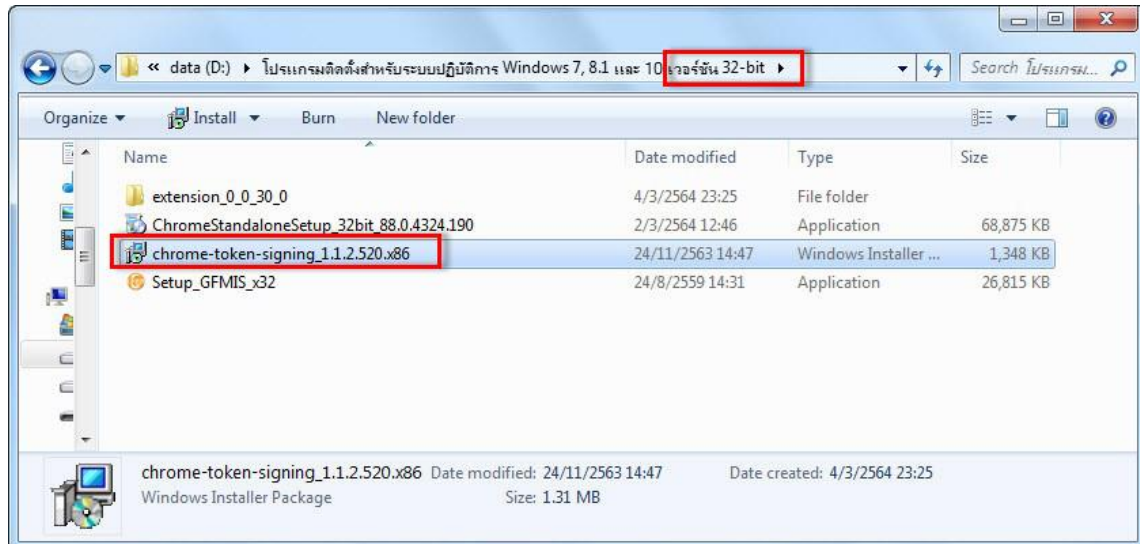 « data (D:) ▸ โปรแกรมติดตั้งสำหรับระบบปฏิบัติการ Windows 7, 8.1 และ 10 เวอร์ชัน 32-bit ▸ Search โปรแกรม...
Organize Install Burn New folder
Name Date modified Type Size
extension_0_0_30_0 4/3/2564 23:25 File folder
ChromeStandaloneSetup_32bit_88.0.4324.190 2/3/2564 12:46 Application 68,875 KB
chrome-token-signing_1.1.2.520.x86 24/11/2563 14:47 Windows Installer ... 1,348 KB
Setup_GFMIS_x32 24/8/2559 14:31 Application 26,815 KB
chrome-token-signing_1.1.2.520.x86 Date modified: 24/11/2563 14:47 Date created: 4/3/2564 23:25
Windows Installer Package Size: 1.31 MB